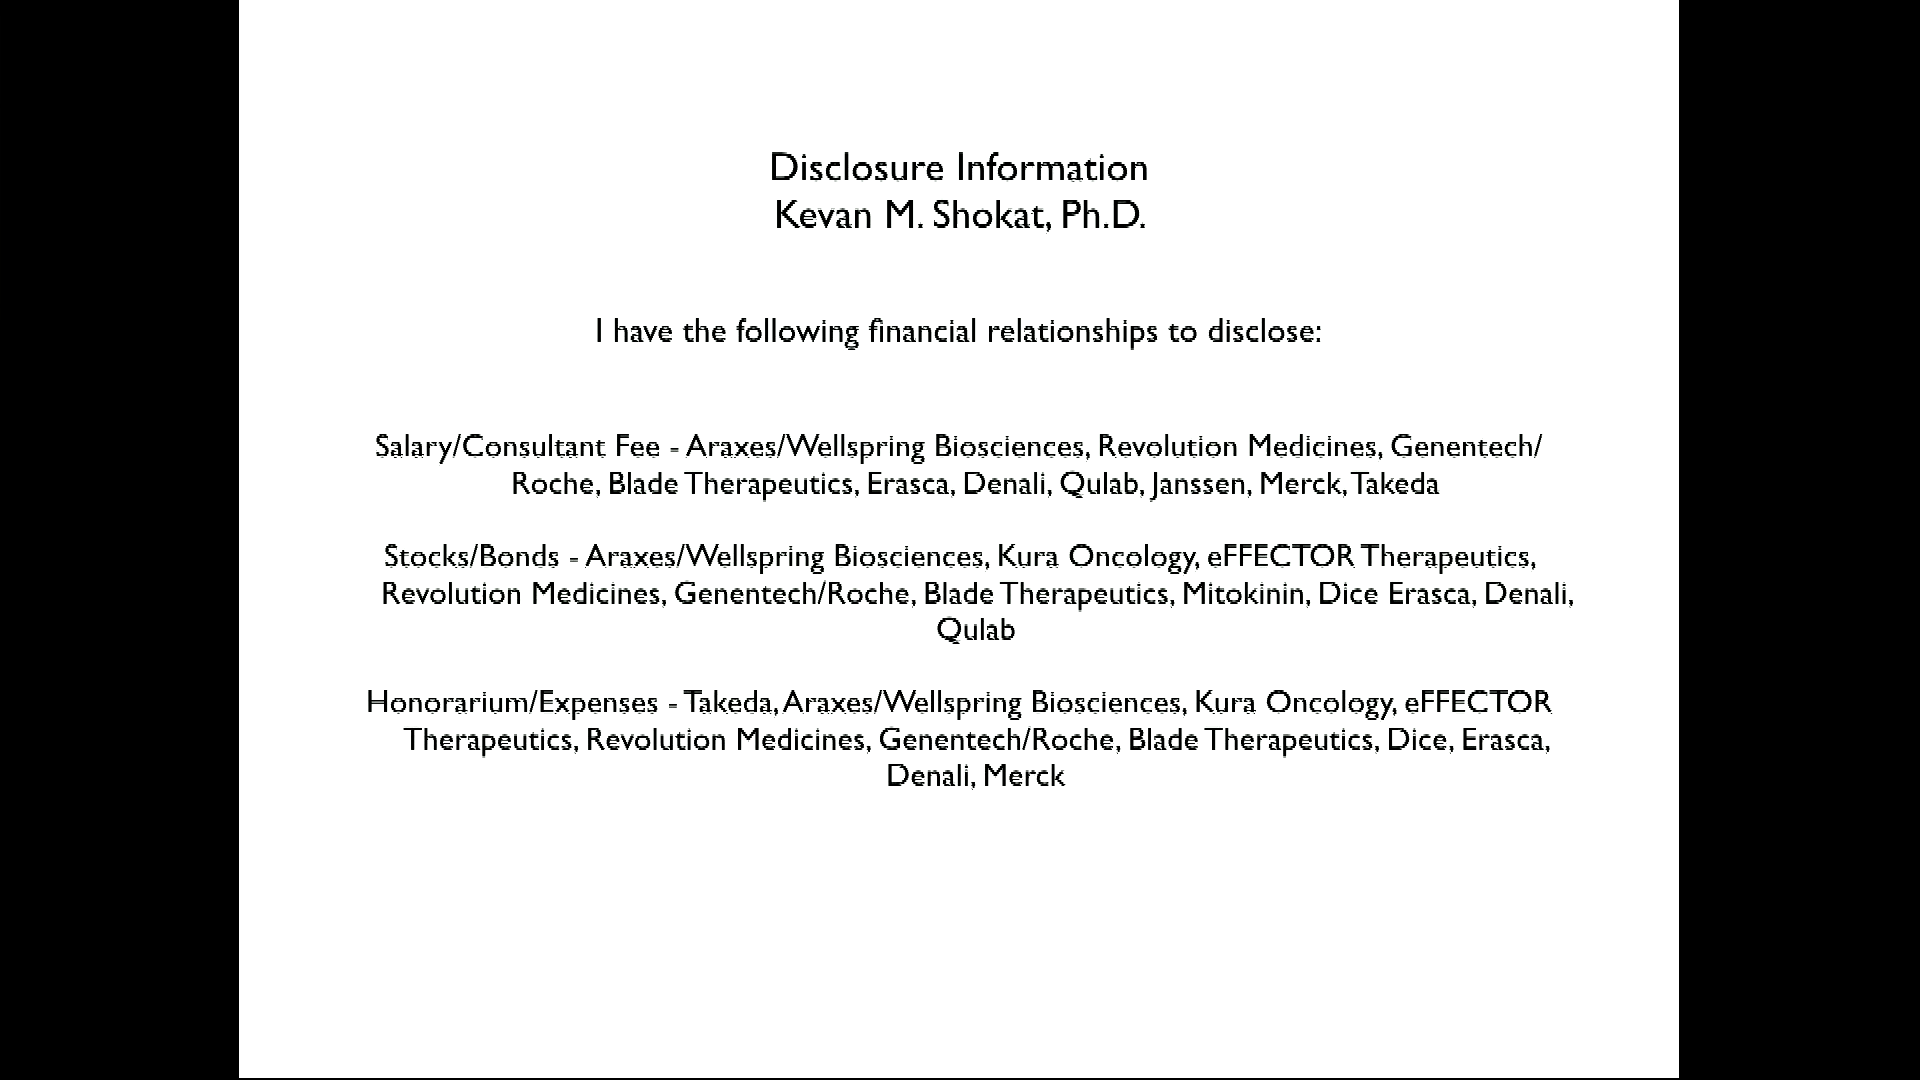 Disclosure Information
Kevan M. Shokat, Ph.D.
I have the following financial relationships to disclose:
Salary/Consultant Fee - Araxes/Wellspring Biosciences, Revolution Medicines, Genentech/
Roche, Blade Therapeutics, Erasca, Denali, Qulab, Janssen, Merck, Takeda
Stocks/Bonds - Araxes/Wellspring Biosciences, Kura Oncology, eFFECTOR Therapeutics,
Revolution Medicines, Genentech/Roche, Blade Therapeutics, Mitokinin, Dice Erasca, Denali,
Qulab
Honorarium/Expenses - Takeda, Araxes/Wellspring Biosciences, Kura Oncology, eFFECTOR
Therapeutics, Revolution Medicines, Genentech/Roche, Blade Therapeutics, Dice, Erasca,
Denali, Merck